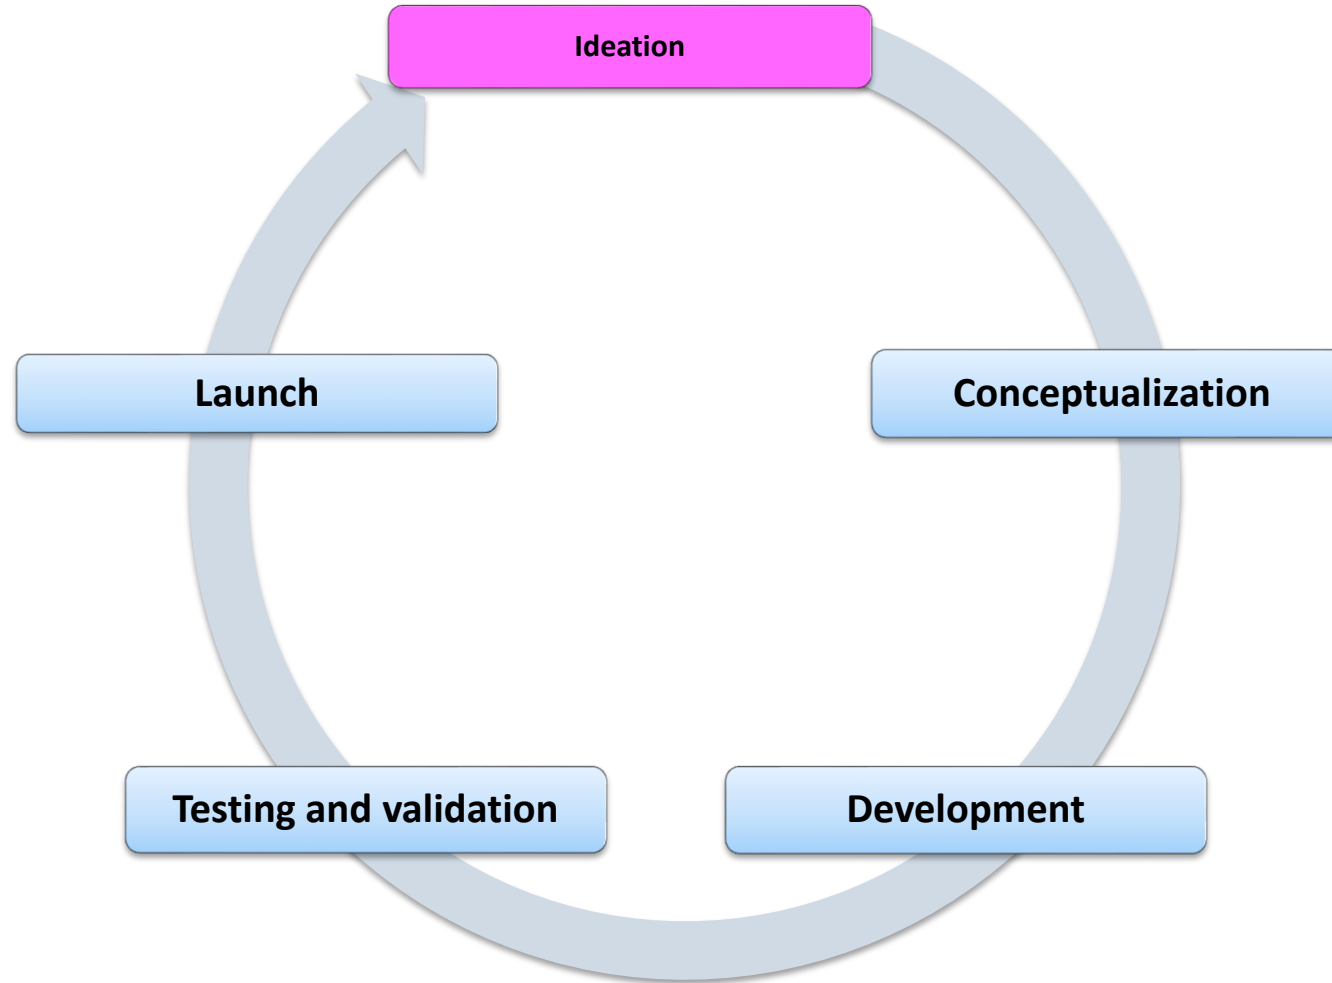 Ideation
Conceptualization
Development
Testing and validation
Launch